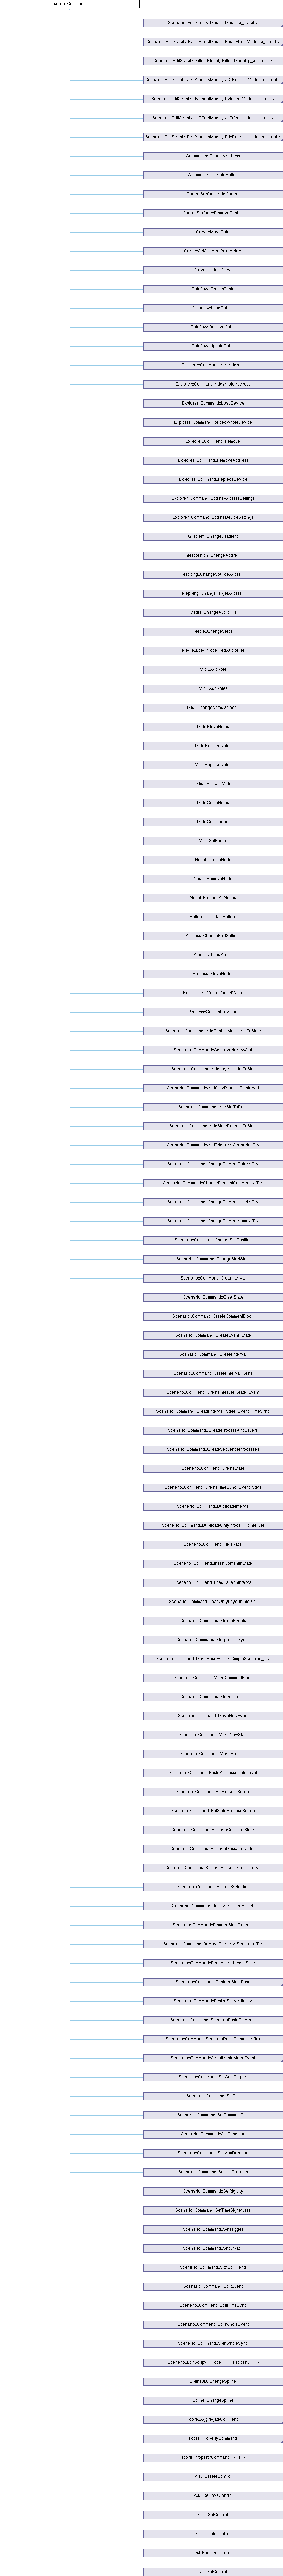 score::Command
Scenario::EditScript< Model, Model::p_script >
Scenario::EditScript< FaustEffectModel, FaustEffectModel::p_script >
Scenario::EditScript< Filter::Model, Filter::Model::p_program >
Scenario::EditScript< JS::ProcessModel, JS::ProcessModel::p_script >
Scenario::EditScript< BytebeatModel, BytebeatModel::p_script >
Scenario::EditScript< JitEffectModel, JitEffectModel::p_script >
Scenario::EditScript< Pd::ProcessModel, Pd::ProcessModel::p_script >
Automation::ChangeAddress
Automation::InitAutomation
ControlSurface::AddControl
ControlSurface::RemoveControl
Curve::MovePoint
Curve::SetSegmentParameters
Curve::UpdateCurve
Dataflow::CreateCable
Dataflow::LoadCables
Dataflow::RemoveCable
Dataflow::UpdateCable
Explorer::Command::AddAddress
Explorer::Command::AddWholeAddress
Explorer::Command::LoadDevice
Explorer::Command::ReloadWholeDevice
Explorer::Command::Remove
Explorer::Command::RemoveAddress
Explorer::Command::ReplaceDevice
Explorer::Command::UpdateAddressSettings
Explorer::Command::UpdateDeviceSettings
Gradient::ChangeGradient
Interpolation::ChangeAddress
Mapping::ChangeSourceAddress
Mapping::ChangeTargetAddress
Media::ChangeAudioFile
Media::ChangeSteps
Media::LoadProcessedAudioFile
Midi::AddNote
Midi::AddNotes
Midi::ChangeNotesVelocity
Midi::MoveNotes
Midi::RemoveNotes
Midi::ReplaceNotes
Midi::RescaleMidi
Midi::ScaleNotes
Midi::SetChannel
Midi::SetRange
Nodal::CreateNode
Nodal::RemoveNode
Nodal::ReplaceAllNodes
Patternist::UpdatePattern
Process::ChangePortSettings
Process::LoadPreset
Process::MoveNodes
Process::SetControlOutletValue
Process::SetControlValue
Scenario::Command::AddControlMessagesToState
Scenario::Command::AddLayerInNewSlot
Scenario::Command::AddLayerModelToSlot
Scenario::Command::AddOnlyProcessToInterval
Scenario::Command::AddSlotToRack
Scenario::Command::AddStateProcessToState
Scenario::Command::AddTrigger< Scenario_T >
Scenario::Command::ChangeElementColor< T >
Scenario::Command::ChangeElementComments< T >
Scenario::Command::ChangeElementLabel< T >
Scenario::Command::ChangeElementName< T >
Scenario::Command::ChangeSlotPosition
Scenario::Command::ChangeStartState
Scenario::Command::ClearInterval
Scenario::Command::ClearState
Scenario::Command::CreateCommentBlock
Scenario::Command::CreateEvent_State
Scenario::Command::CreateInterval
Scenario::Command::CreateInterval_State
Scenario::Command::CreateInterval_State_Event
Scenario::Command::CreateInterval_State_Event_TimeSync
Scenario::Command::CreateProcessAndLayers
Scenario::Command::CreateSequenceProcesses
Scenario::Command::CreateState
Scenario::Command::CreateTimeSync_Event_State
Scenario::Command::DuplicateInterval
Scenario::Command::DuplicateOnlyProcessToInterval
Scenario::Command::HideRack
Scenario::Command::InsertContentInState
Scenario::Command::LoadLayerInInterval
Scenario::Command::LoadOnlyLayerInInterval
Scenario::Command::MergeEvents
Scenario::Command::MergeTimeSyncs
Scenario::Command::MoveBaseEvent< SimpleScenario_T >
Scenario::Command::MoveCommentBlock
Scenario::Command::MoveInterval
Scenario::Command::MoveNewEvent
Scenario::Command::MoveNewState
Scenario::Command::MoveProcess
Scenario::Command::PasteProcessesInInterval
Scenario::Command::PutProcessBefore
Scenario::Command::PutStateProcessBefore
Scenario::Command::RemoveCommentBlock
Scenario::Command::RemoveMessageNodes
Scenario::Command::RemoveProcessFromInterval
Scenario::Command::RemoveSelection
Scenario::Command::RemoveSlotFromRack
Scenario::Command::RemoveStateProcess
Scenario::Command::RemoveTrigger< Scenario_T >
Scenario::Command::RenameAddressInState
Scenario::Command::ReplaceStateBase
Scenario::Command::ResizeSlotVertically
Scenario::Command::ScenarioPasteElements
Scenario::Command::ScenarioPasteElementsAfter
Scenario::Command::SerializableMoveEvent
Scenario::Command::SetAutoTrigger
Scenario::Command::SetBus
Scenario::Command::SetCommentText
Scenario::Command::SetCondition
Scenario::Command::SetMaxDuration
Scenario::Command::SetMinDuration
Scenario::Command::SetRigidity
Scenario::Command::SetTimeSignatures
Scenario::Command::SetTrigger
Scenario::Command::ShowRack
Scenario::Command::SlotCommand
Scenario::Command::SplitEvent
Scenario::Command::SplitTimeSync
Scenario::Command::SplitWholeEvent
Scenario::Command::SplitWholeSync
Scenario::EditScript< Process_T, Property_T >
Spline3D::ChangeSpline
Spline::ChangeSpline
score::AggregateCommand
score::PropertyCommand
score::PropertyCommand_T< T >
vst3::CreateControl
vst3::RemoveControl
vst3::SetControl
vst::CreateControl
vst::RemoveControl
vst::SetControl